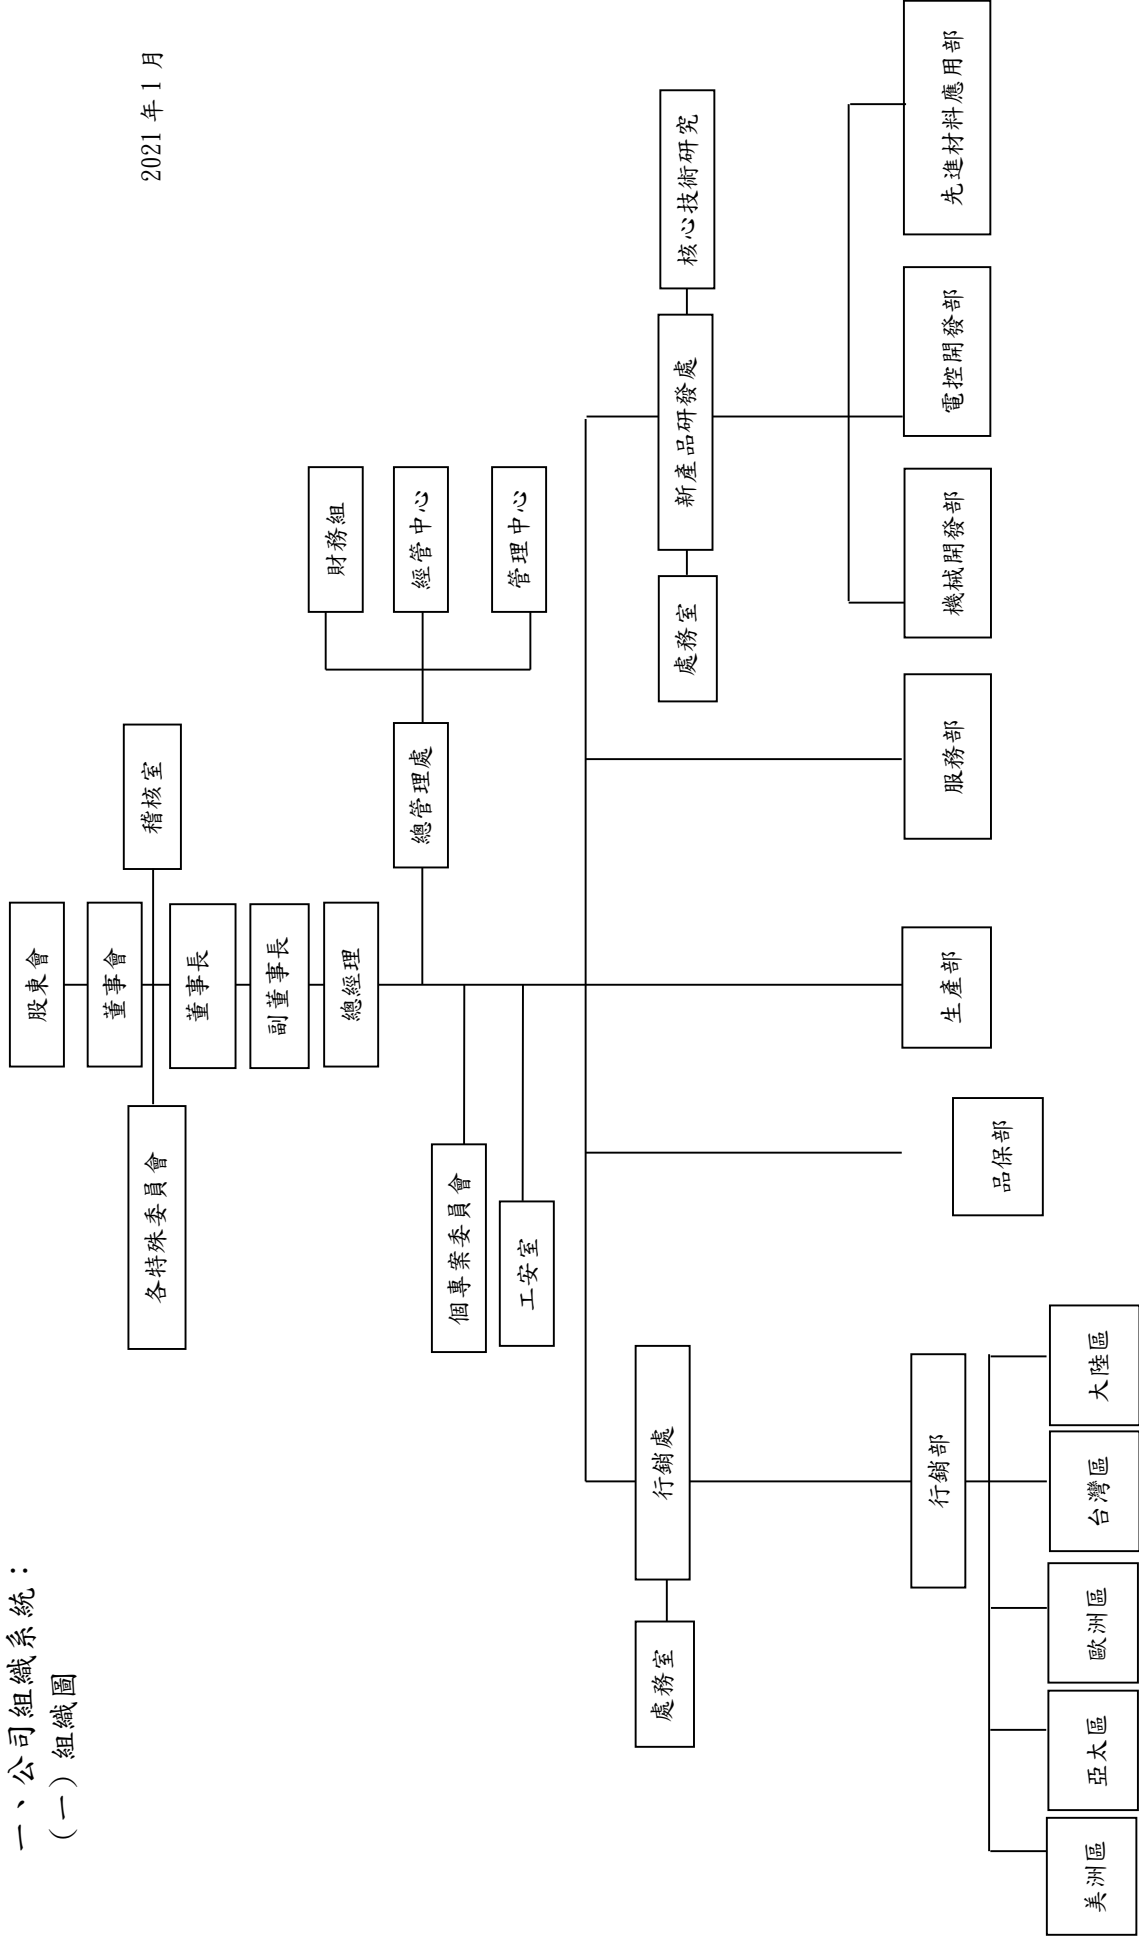 一、公司組織系統：
（一）組織圖
2021 年 1 月
股東會
董事會
稽核室
各特殊委員會
董事長
副董事長
總經理
總管理處
財務組
經管中心
管理中心
個專案委員會
工安室
行銷處
處務室
新產品研發處
處務室
核心技術研究
行銷部
品保部
生產部
服務部
機械開發部
電控開發部
先進材料應用部
美洲區
亞太區
歐洲區
台灣區
大陸區